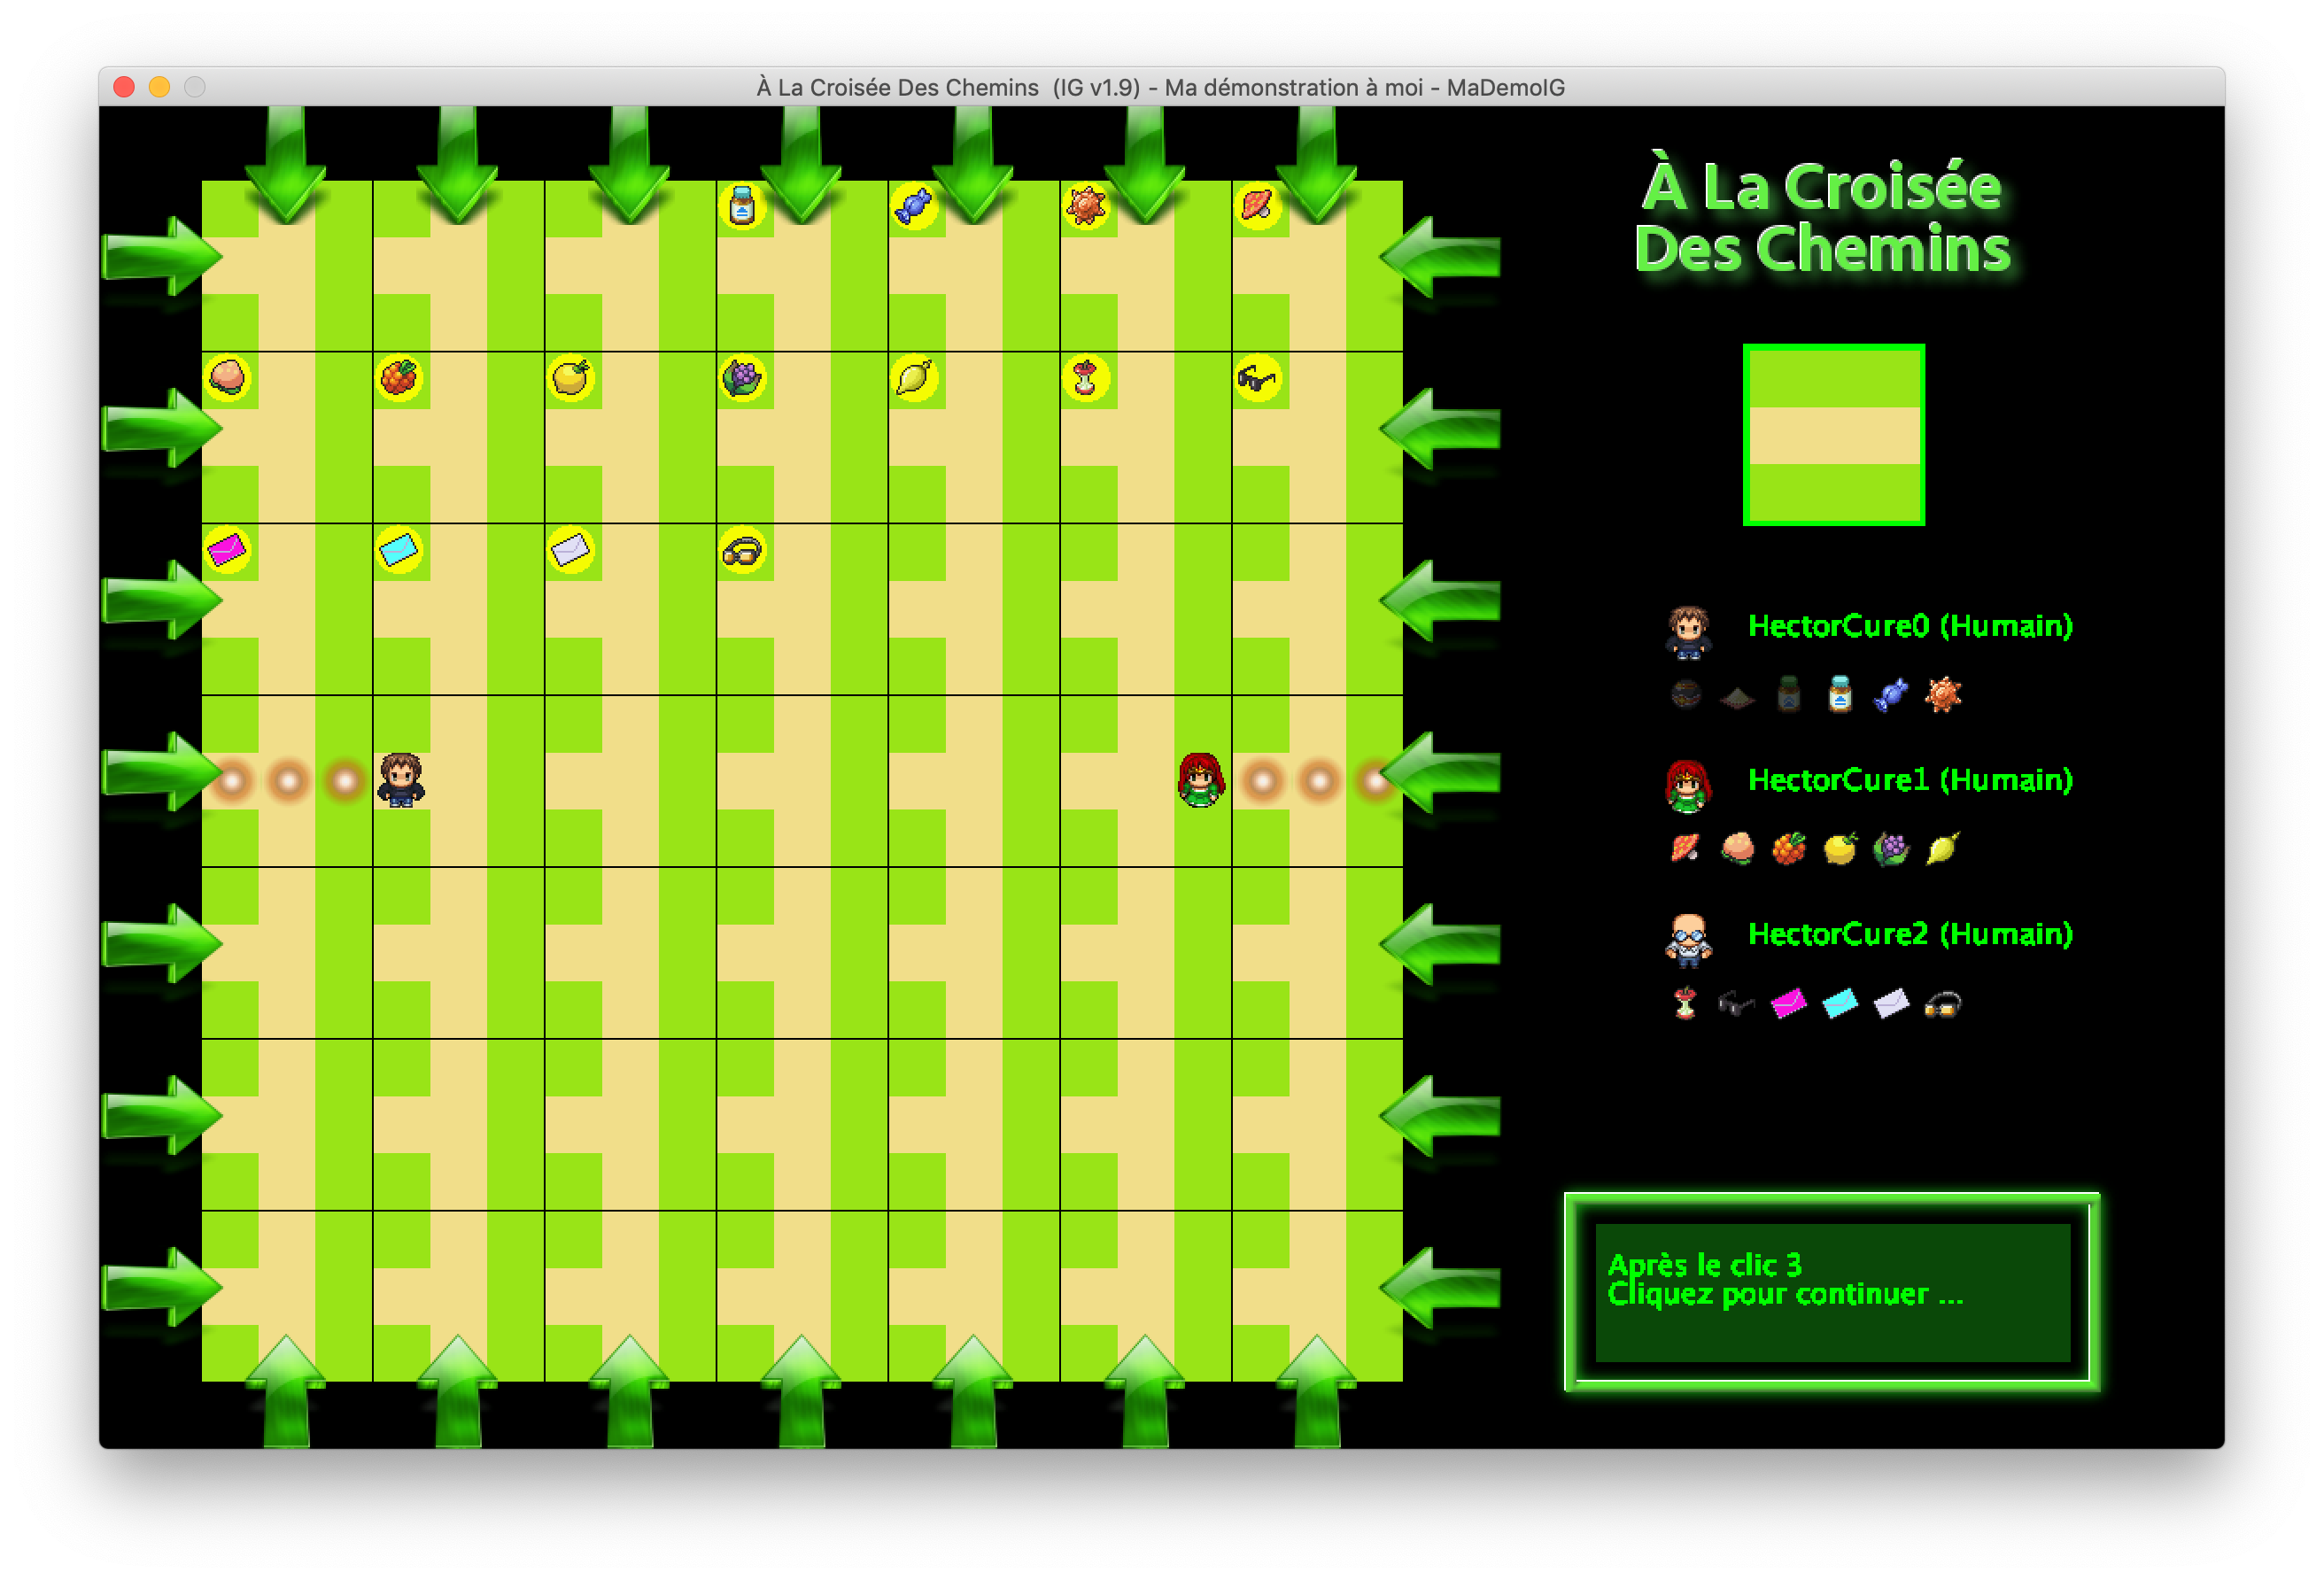 À La Croisée Des Chemins  (IG v1.9) - Ma démonstration à moi - MaDemoIG
À La Croisée
Des Chemins
HectorCure0 (Humain)
HectorCure1 (Humain)
HectorCure2 (Humain)
Après le clic 3
Cliquez pour continuer ...